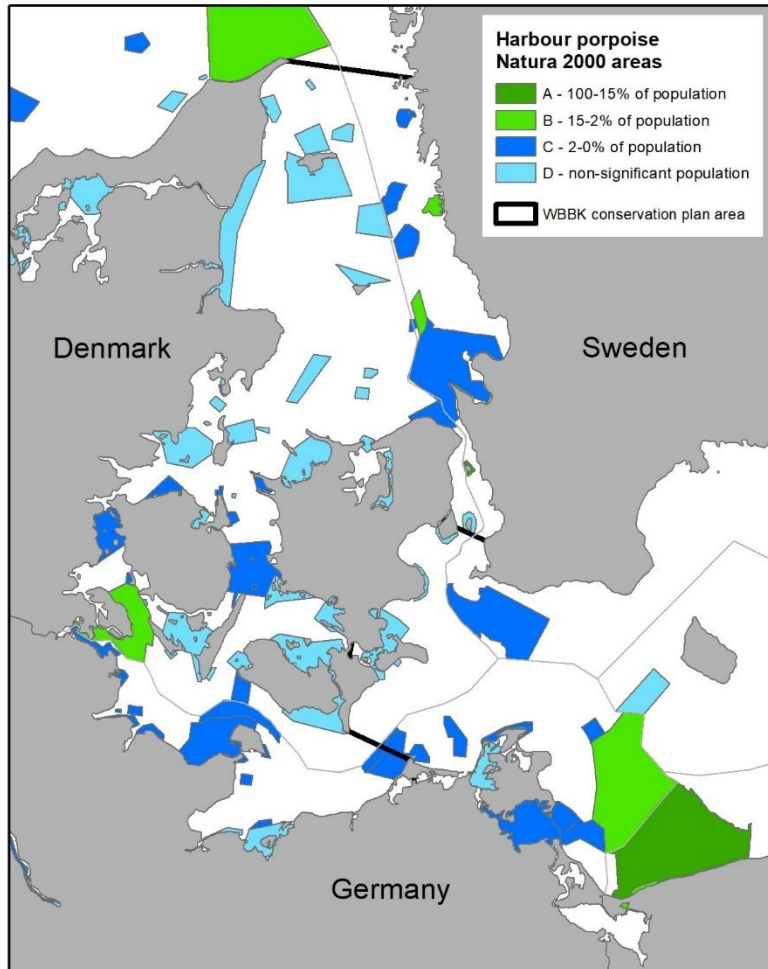 Harbour porpoise
Natura 2000 areas
A - 100-15% of population
B - 15-2% of population
C - 2-0% of population
D - non-significant population
WBBK conservation plan area
Denmark
Sweden
Germany